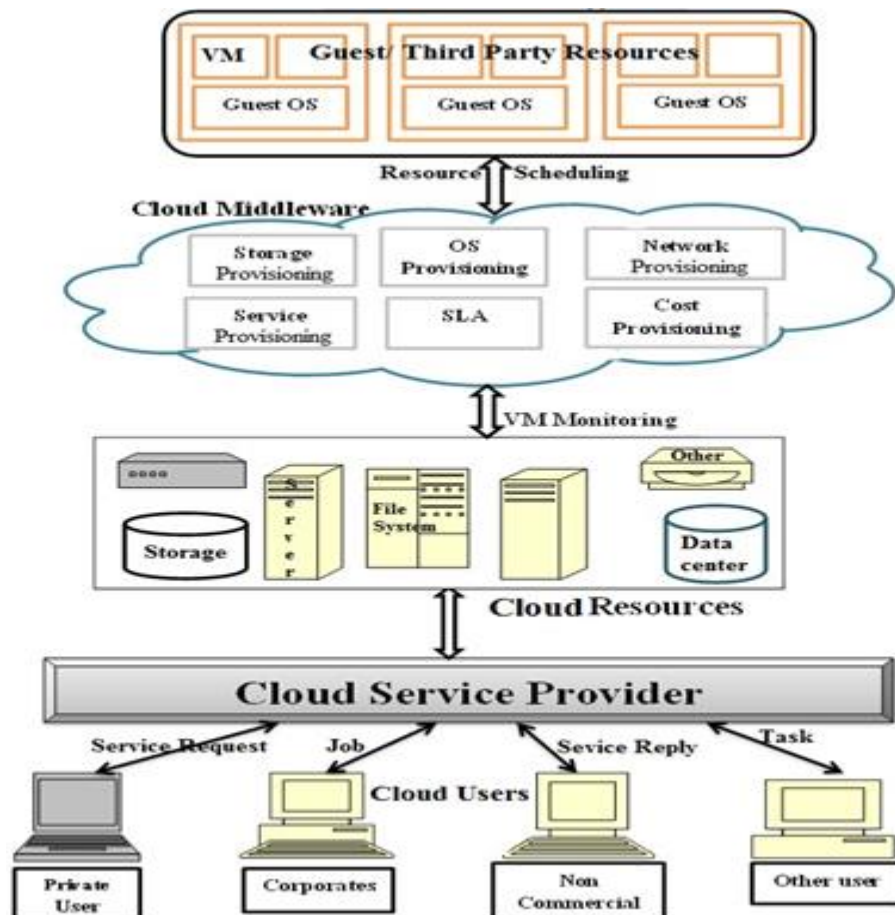 VM
Guest/ Third Party Resources
Guest OS
Guest OS
Guest OS
Resource Scheduling
Cloud Middleware
Storage
Provisioning
OS
Provisioning
Network
Provisioning
Service
Provisioning
SLA
Cost
Provisioning
VM Monitoring
Storage
Server
File
System
Other
Data
center
Cloud Resources
Cloud Service Provider
Service Request
Job
Sevice Reply
Task
Cloud Users
Private
User
Corporates
Non
Commercial
Other user